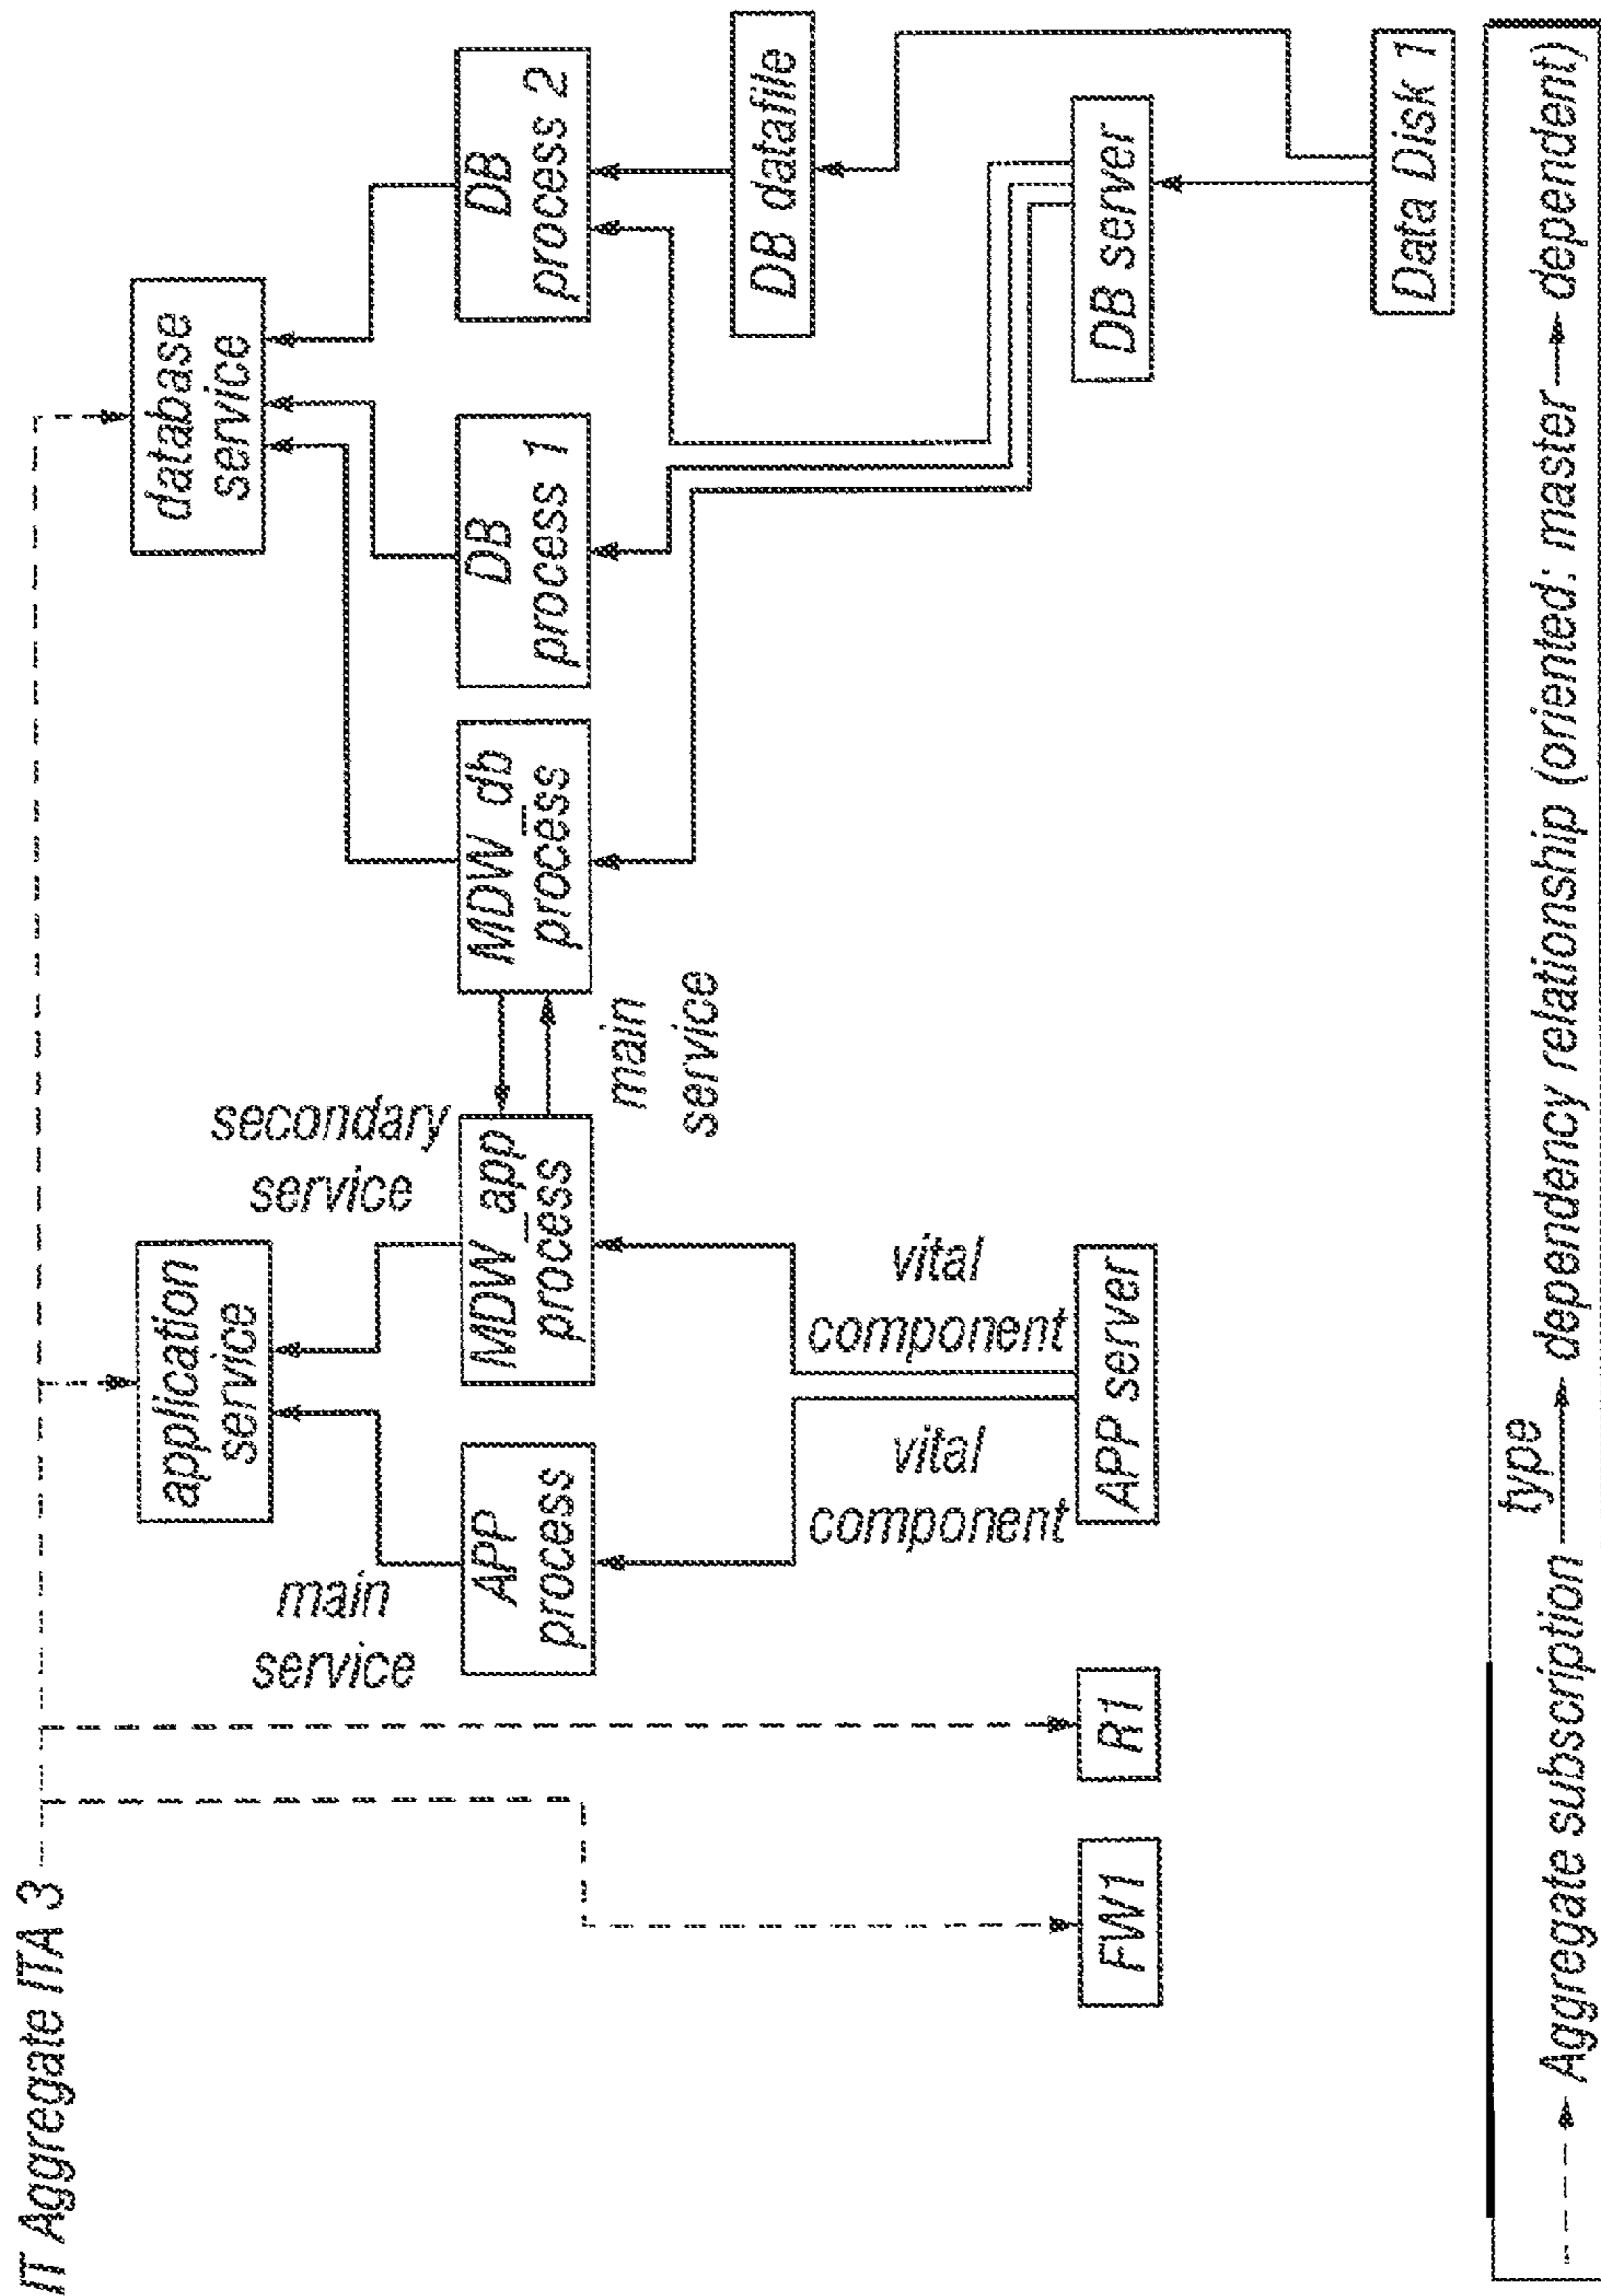 IT Aggregate ITA 3
application
service
database
service
main
service
secondary
service
APP
process
MDW_app
process
main
service
MDW_db
process
DB
process 1
DB
process 2
DB datafile
vital
component
vital
component
FW1
R1
APP server
DB server
Data Disk 1
Aggregate subscription
type
dependency relationship (oriented: master
dependent)